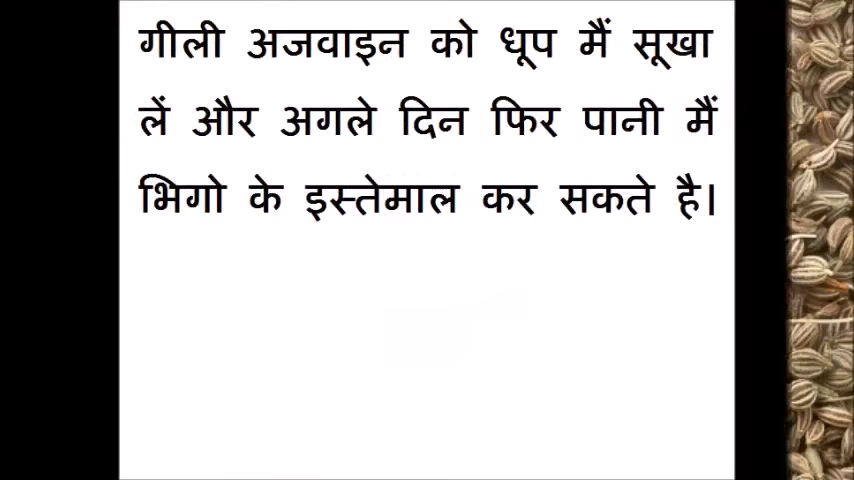 गीली अजवाइन को धूप मैं सूखा
लें और अगले दिन फिर पानी मैं
भिगो के इस्तेमाल कर सकते है।